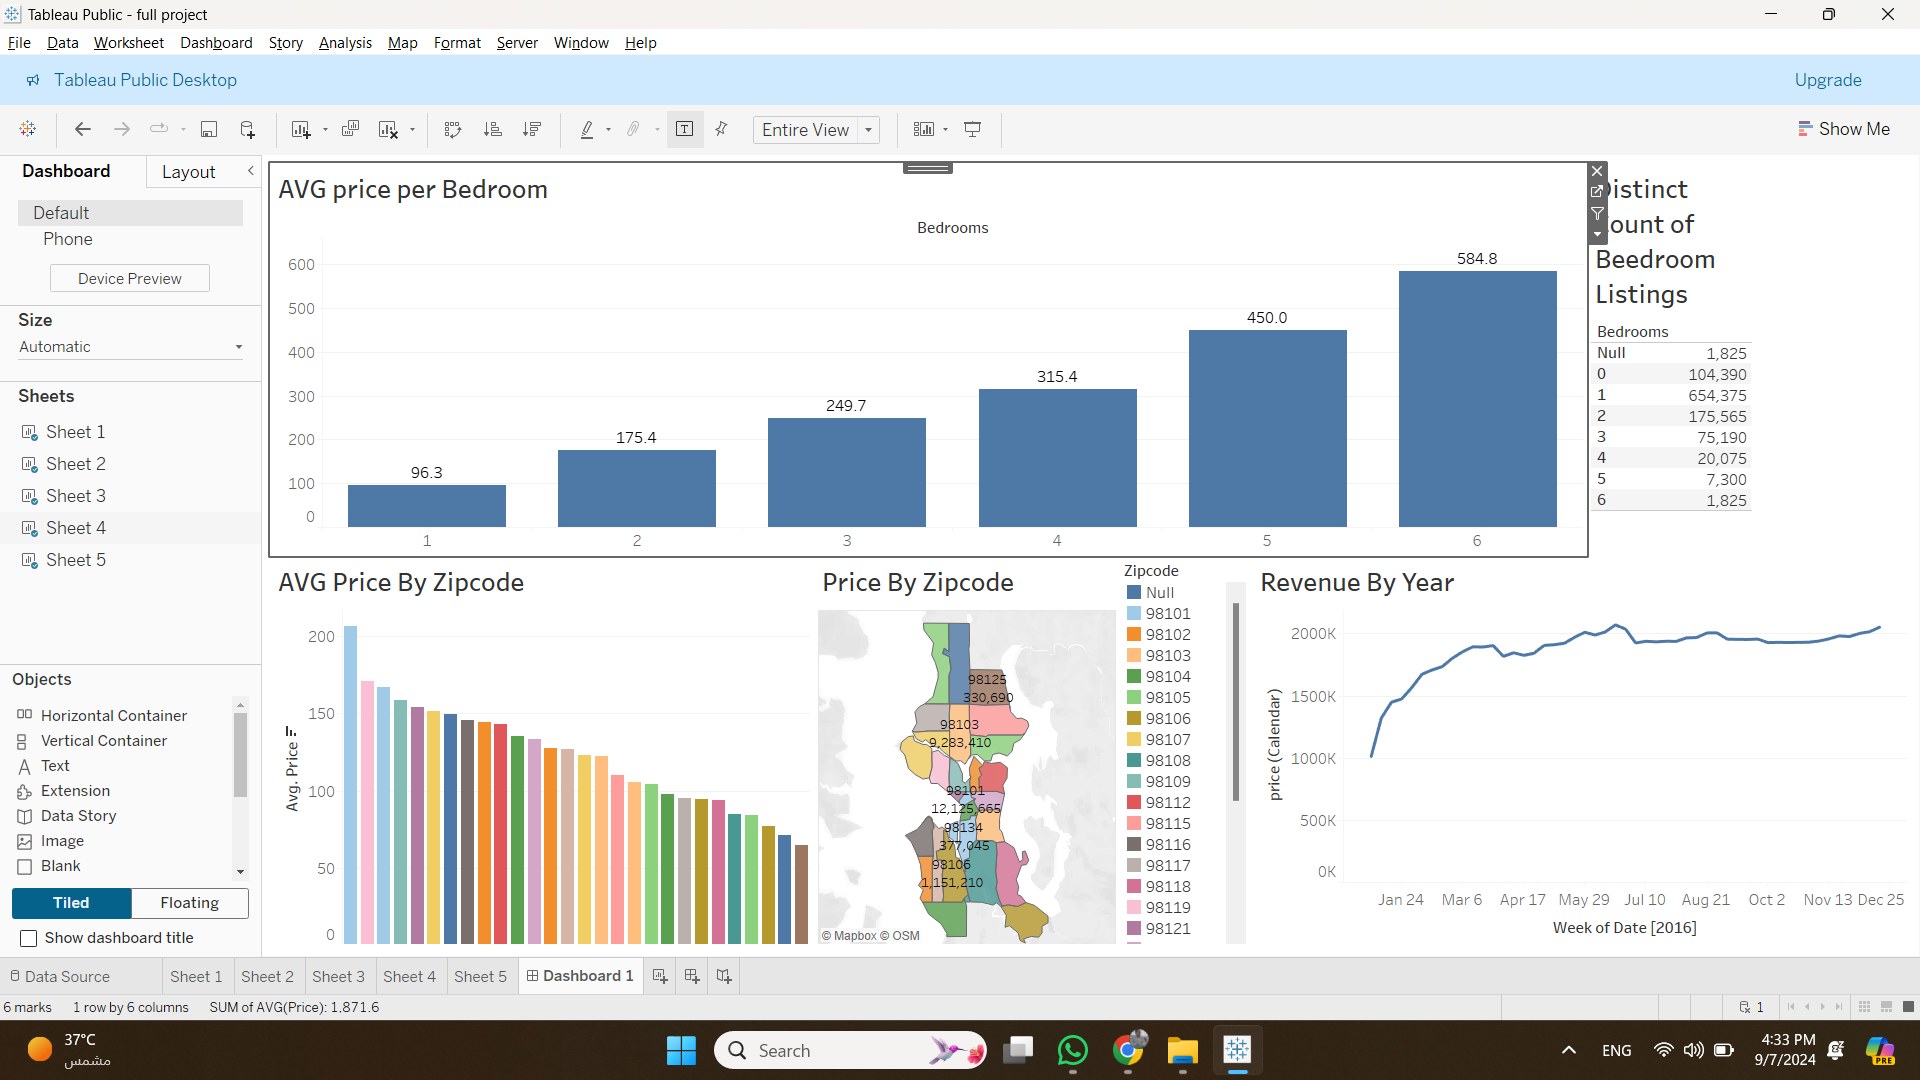 Tableau Public - full project
File Data Worksheet Dashboard Story Analysis Map Format Server Window Help
Tableau Public Desktop
Upgrade
Entire View
Show Me
Dashboard
Layout
Default
Phone
Device Preview
Size
Automatic
Sheets
Sheet 1
Sheet 2
Sheet 3
Sheet 4
Sheet 5
Objects
Horizontal Container
Vertical Container
Text
Extension
Data Story
Image
Blank
Tiled
Floating
Show dashboard title
AVG price per Bedroom
Bedrooms
600
500
400
300
200
100
0
96.3
175.4
249.7
315.4
450.0
584.8
1 2 3 4 5 6
Distinct
Count of
Beedroom
Listings
Bedrooms
Null 1,825
0 104,390
1 654,375
2 175,565
3 75,190
4 20,075
5 7,300
6 1,825
AVG Price By Zipcode
Avg. Price
200
150
100
50
0
Price By Zipcode
98125
330,690
98103
9,283,410
98101
12,125,665
98134
377,045
98106
1,151,210
© Mapbox © OSM
Zipcode
Null
98101
98102
98103
98104
98105
98106
98107
98108
98109
98112
98115
98116
98117
98118
98119
98121
Revenue By Year
price (Calendar)
2000K
1500K
1000K
500K
0K
Jan 24 Mar 6 Apr 17 May 29 Jul 10 Aug 21 Oct 2 Nov 13 Dec 25
Week of Date [2016]
Data Source Sheet 1 Sheet 2 Sheet 3 Sheet 4 Sheet 5 Dashboard 1
6 marks 1 row by 6 columns SUM of AVG(Price): 1,871.6
1
37°C
مشمس
Search
ENG
4:33 PM
9/7/2024
PRE